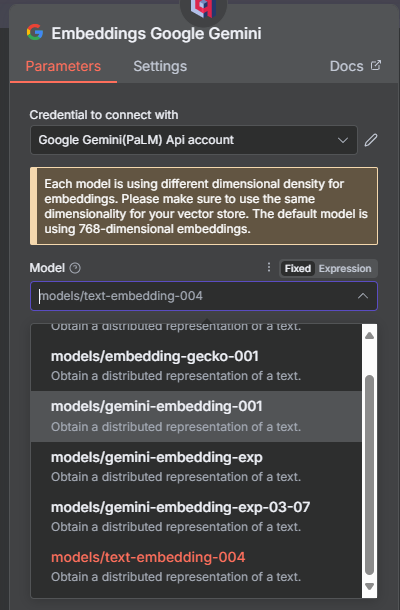 Embeddings Google Gemini
Parameters
Settings
Docs
Credential to connect with
Google Gemini(PaLM) Api account
Each model is using different dimensional density for
embeddings. Please make sure to use the same
dimensionality for your vector store. The default model is
using 768-dimensional embeddings.
Model
Fixed
Expression
models/text-embedding-004
Obtain a distributed representation of a text.
models/embedding-gecko-001
Obtain a distributed representation of a text.
models/gemini-embedding-001
Obtain a distributed representation of a text.
models/gemini-embedding-exp
Obtain a distributed representation of a text.
models/gemini-embedding-exp-03-07
Obtain a distributed representation of a text.
models/text-embedding-004
Obtain a distributed representation of a text.